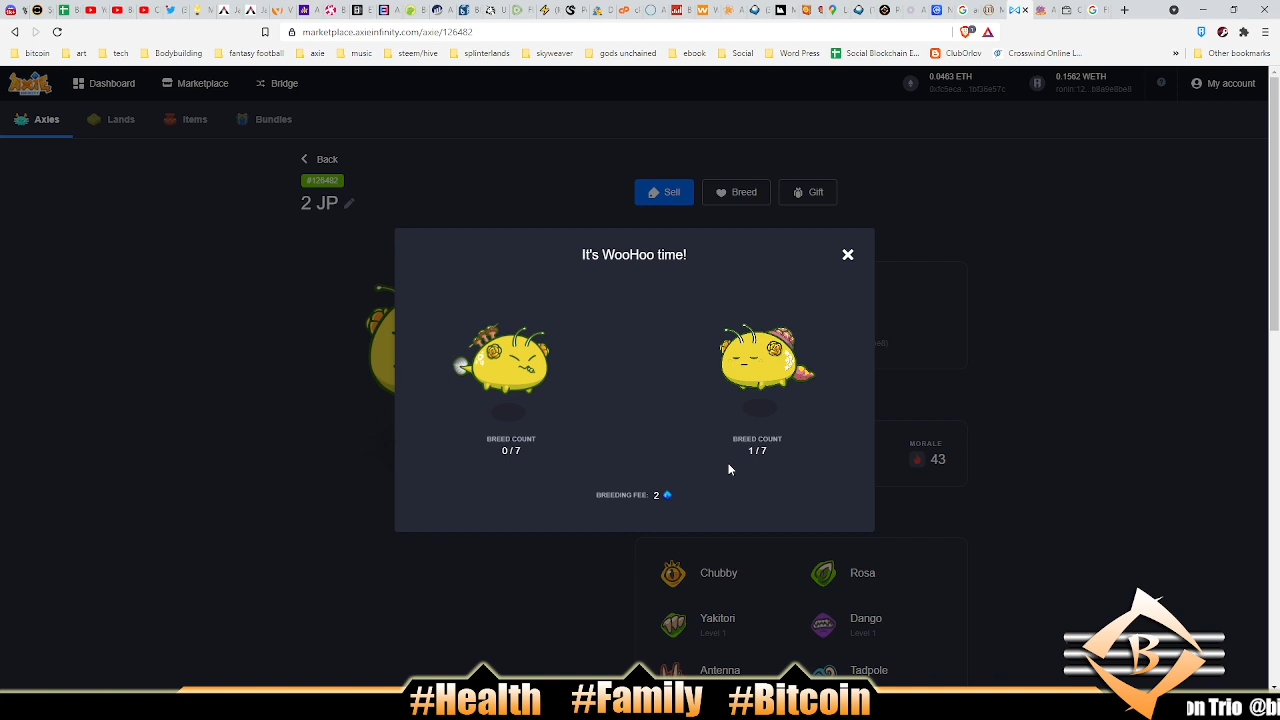 marketplace.axieinfinity.com/axie/126482
bitcoin art tech Bodybuilding fantasy football axie music steem/hive splinterlands skyweaver gods unchained ebook Social Word Press Social Blockchain E... ClubOrlov Crosswind Online L... » Other bookmarks
Dashboard Marketplace Bridge 0.0463 ETH 0.1562 WETH My account
Axies Lands Items Bundles
Back
#126482
2 JP
Sell Breed Gift
It's WooHoo time!
MORALE
43
BREED COUNT BREED COUNT
0 / 7 1 / 7
BREEDING FEE: 2
Chubby Rosa
Yakitori Dango
Level 1 Level 1
Antenna Tadpole
#Health #Family #Bitcoin
B
on Trio @b